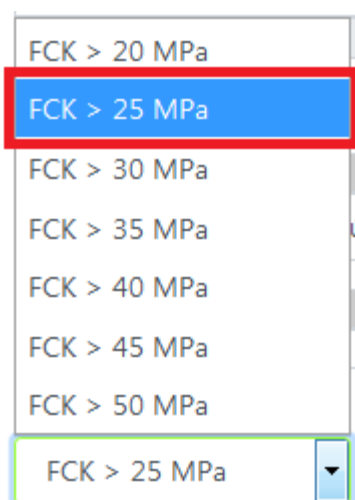 FCK > 20 MPa
FCK > 25 MPa
FCK > 30 MPa
FCK > 35 MPa
FCK > 40 MPa
FCK > 45 MPa
FCK > 50 MPa
FCK > 25 MPa